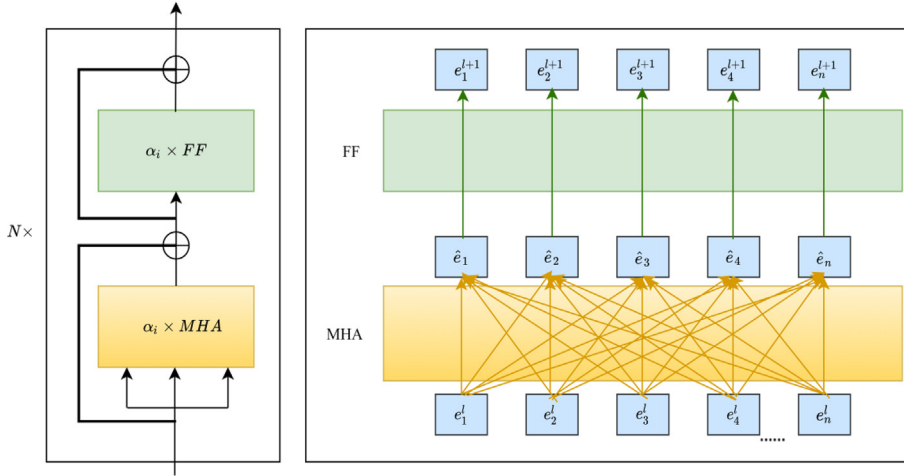 N×
α_i × FF
α_i × MHA
e_1^{l+1} e_2^{l+1} e_3^{l+1} e_4^{l+1} e_n^{l+1}
FF
ê_1 ê_2 ê_3 ê_4 ê_n
MHA
e_1^l e_2^l e_3^l e_4^l e_n^l
......